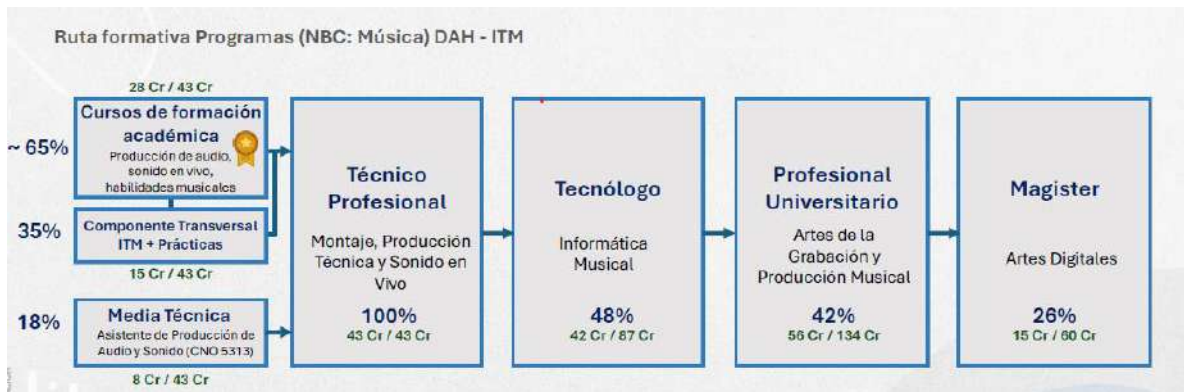 Ruta formativa Programas (NBC: Música) DAH - ITM
28 Cr / 43 Cr
~ 65%
Cursos de formación
académica
Producción de audio,
sonido en vivo,
habilidades musicales
35%
Componente Transversal
ITM + Prácticas
15 Cr / 43 Cr
18%
Media Técnica
Asistente de Producción de
Audio y Sonido (CNO 5313)
8 Cr / 43 Cr
Técnico
Profesional
Montaje, Producción
Técnica y Sonido en
Vivo
100%
43 Cr / 43 Cr
Tecnólogo
Informática
Musical
48%
42 Cr / 87 Cr
Profesional
Universitario
Artes de la
Grabación y
Producción Musical
42%
56 Cr / 134 Cr
Magister
Artes Digitales
26%
15 Cr / 60 Cr